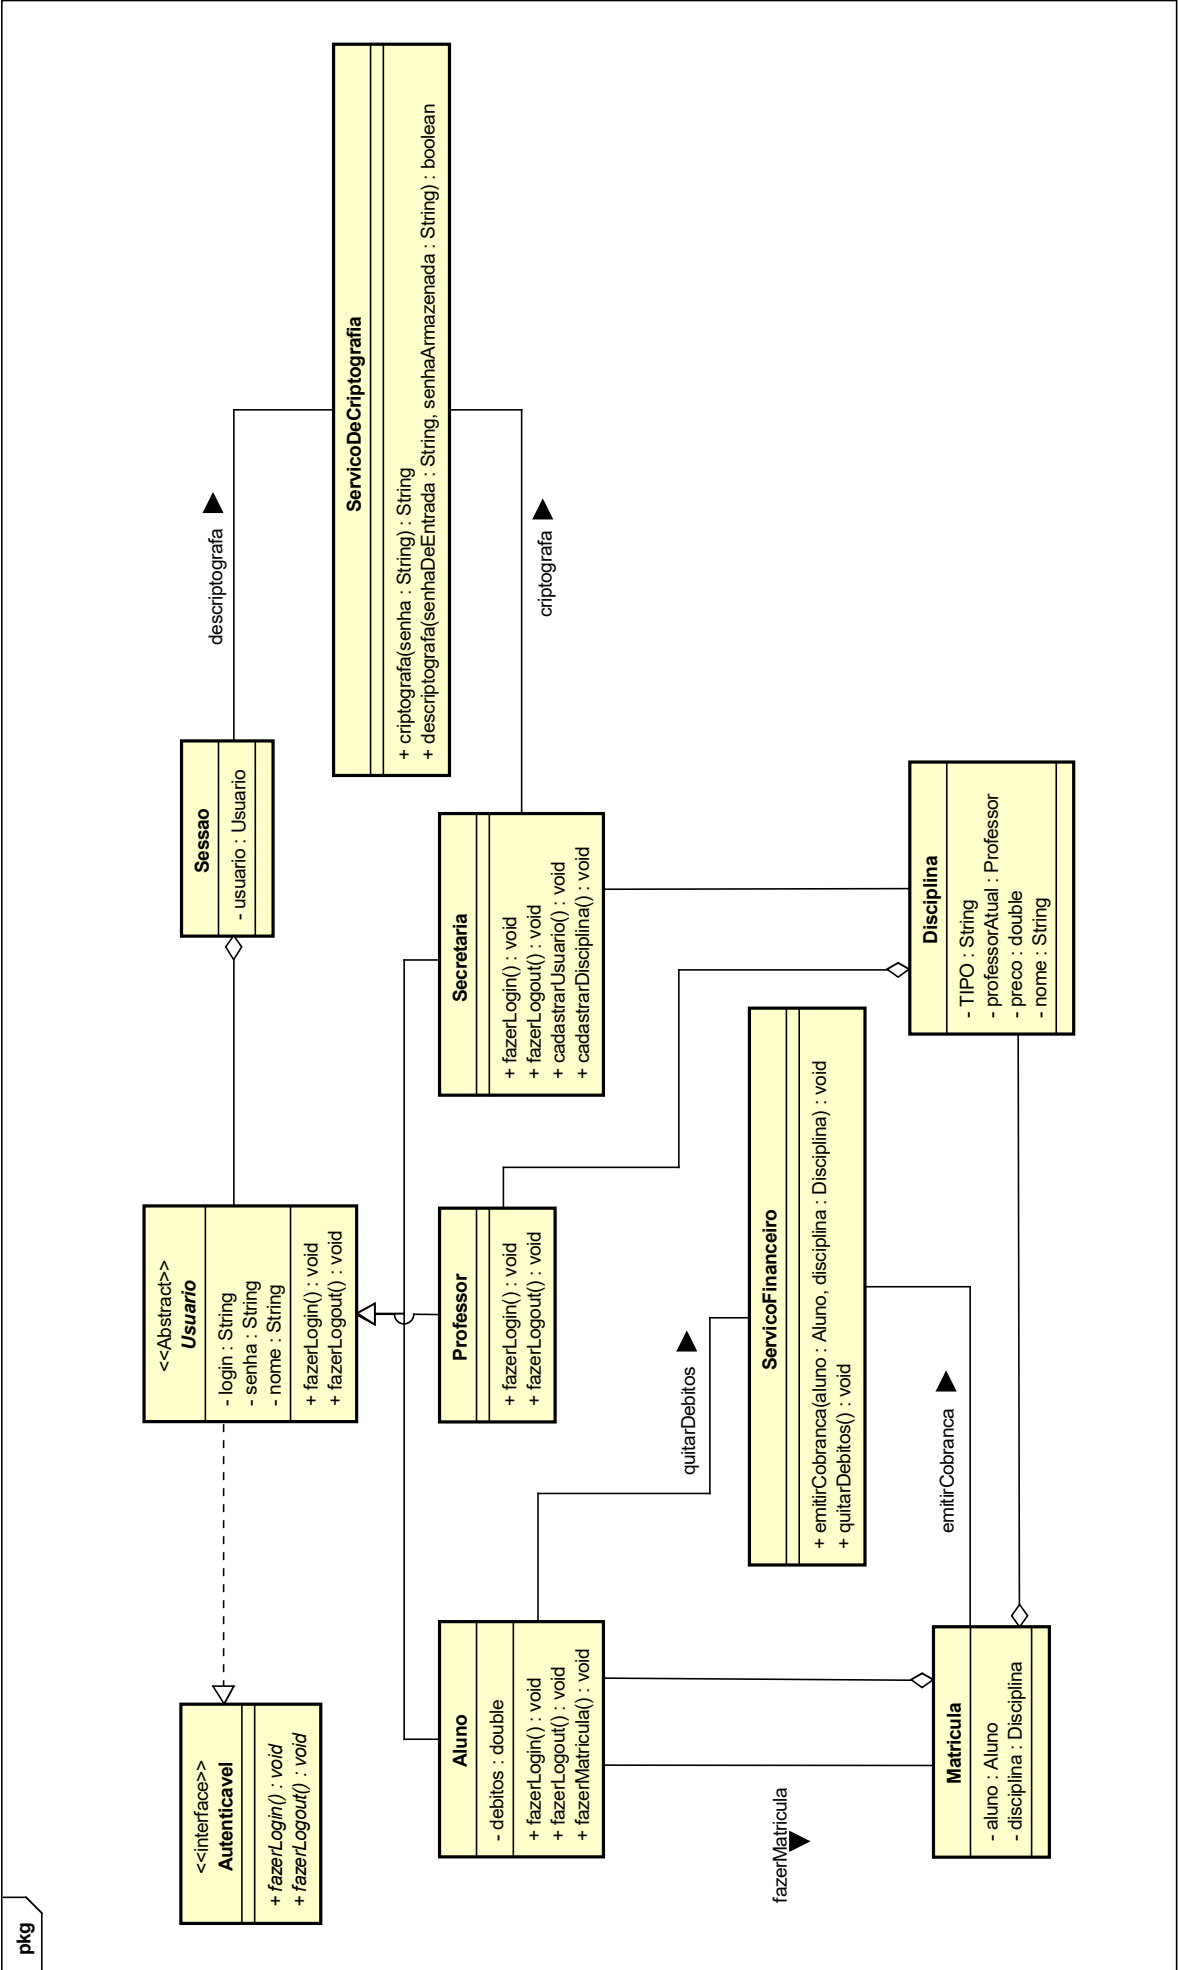 pkg
<<interface>>
Autenticavel
+ fazerLogin() : void
+ fazerLogout() : void
<<Abstract>>
Usuario
- login : String
- senha : String
- nome : String
+ fazerLogin() : void
+ fazerLogout() : void
Sessao
- usuario : Usuario
descriptografa
ServicoDeCriptografia
+ criptografa(senha : String) : String
+ descriptografa(senhaDeEntrada : String, senhaArmazenada : String) : boolean
criptografa
Aluno
- debitos : double
+ fazerLogin() : void
+ fazerLogout() : void
+ fazerMatricula() : void
Professor
+ fazerLogin() : void
+ fazerLogout() : void
Secretaria
+ fazerLogin() : void
+ fazerLogout() : void
+ cadastrarUsuario() : void
+ cadastrarDisciplina() : void
quitarDebitos
ServicoFinanceiro
+ emitirCobranca(aluno : Aluno, disciplina : Disciplina) : void
+ quitarDebitos() : void
fazerMatricula
emitirCobranca
Matricula
- aluno : Aluno
- disciplina : Disciplina
Disciplina
- TIPO : String
- professorAtual : Professor
- preco : double
- nome : String